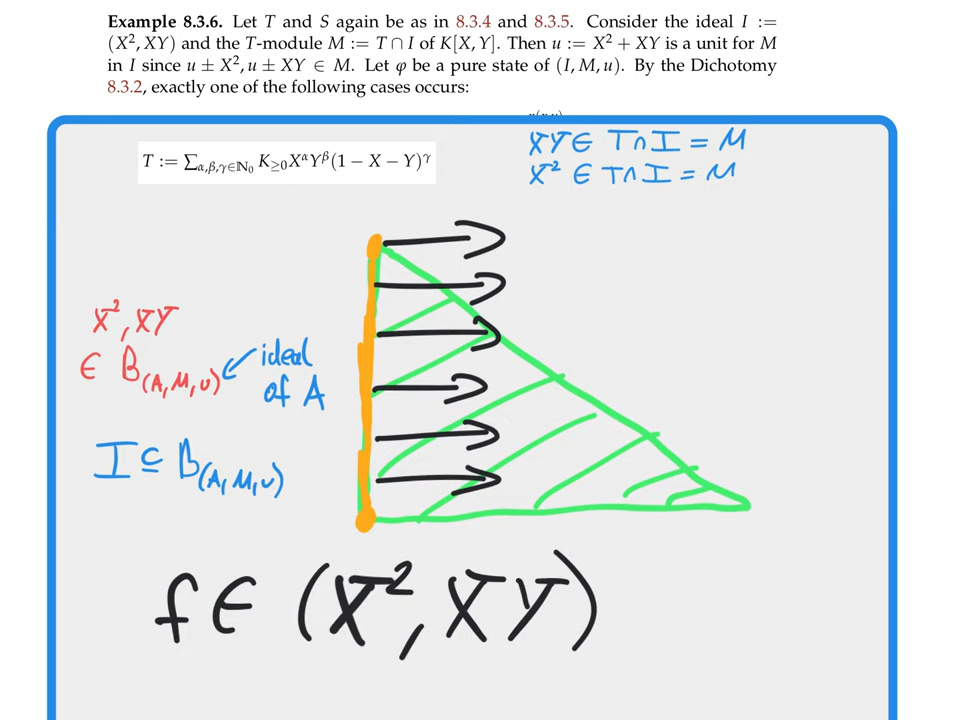 Example 8.3.6. Let T and S again be as in 8.3.4 and 8.3.5. Consider the ideal I :=
(X², XY) and the T-module M := T ∩ I of K[X, Y]. Then u := X² + XY is a unit for M
in I since u ± X², u ± XY ∈ M. Let φ be a pure state of (I, M, u). By the Dichotomy
8.3.2, exactly one of the following cases occurs:
XY ∈ T∩I = M
T := ∑α,β,γ∈ℕ₀ K≥0 X^α Y^β (1 − X − Y)^γ
X² ∈ T∩I = M
X², XY
∈ B(A, M, u) ideal
of A
I ⊆ B(A, M, u)
f ∈ (X², XY)